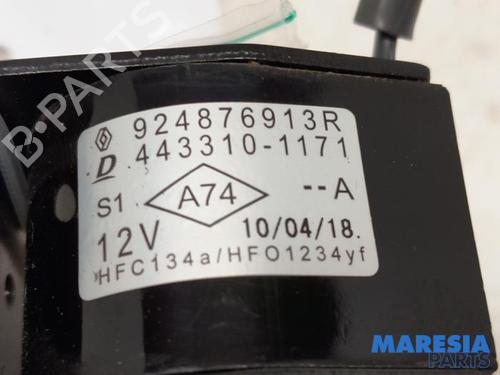 924876913R
D 443310-1171
S1 A74 --A
12V 10/04/18.
HFC134a/HFO1234yf
B-PARTS
MARESIA
PARTS